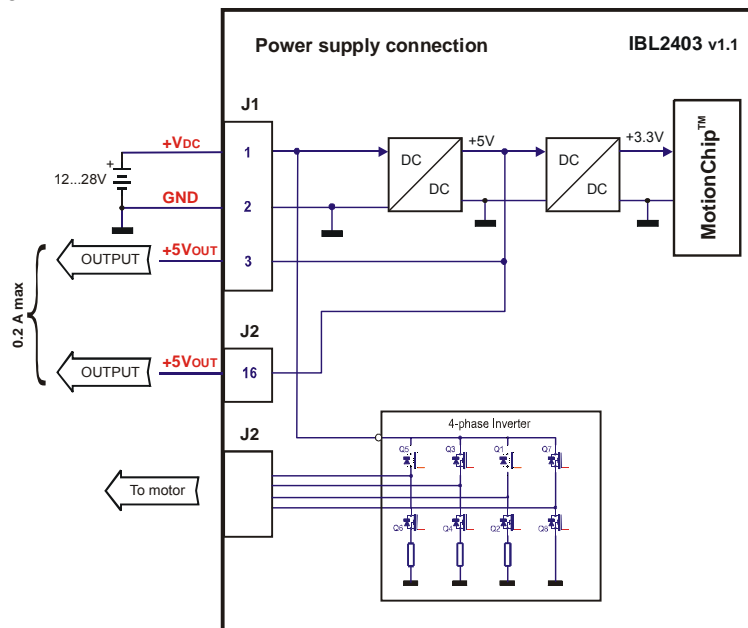 Power supply connection
IBL2403 v1.1
J1
+VDC
1
DC
DC
+5V
DC
DC
+3.3V
MotionChip™
+
12...28V
GND
2
+5VOUT
OUTPUT
3
0.2 A max
J2
+5VOUT
OUTPUT
16
J2
To motor
4-phase Inverter
Q5
Q3
Q1
Q7
Q6
Q4
Q2
Q8